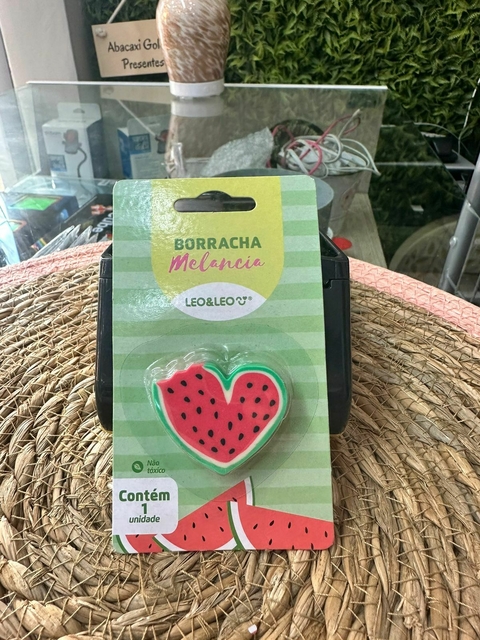 Abacaxi Gol
Presentes
BORRACHA
Melancia
LEO&LEO®
Não
tóxico
Contém
1
unidade